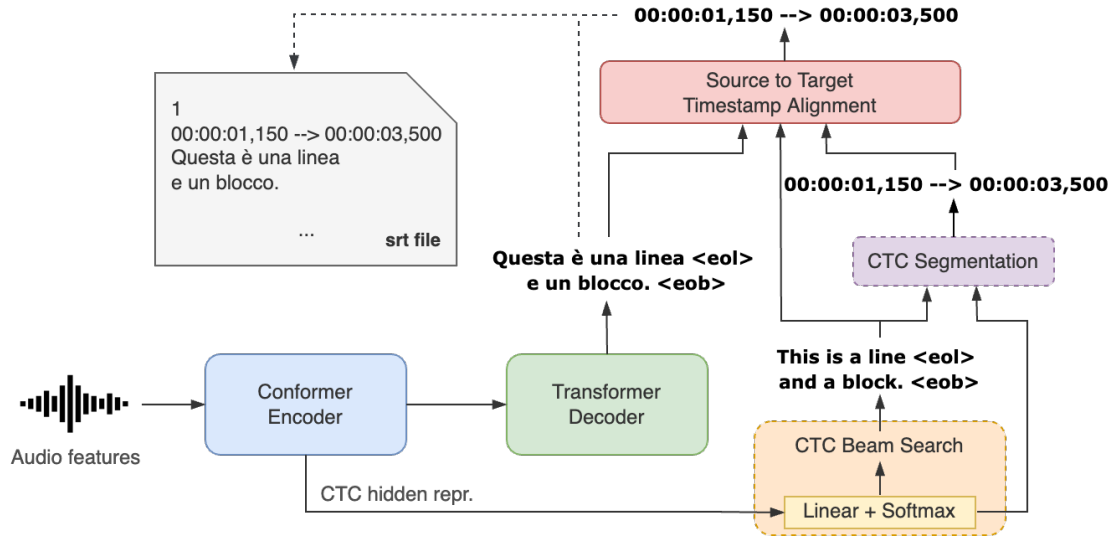 00:00:01,150 --> 00:00:03,500
Source to Target
Timestamp Alignment
1
00:00:01,150 --> 00:00:03,500
Questa è una linea
e un blocco.
...
srt file
00:00:01,150 --> 00:00:03,500
CTC Segmentation
Questa è una linea <eol>
e un blocco. <eob>
This is a line <eol>
and a block. <eob>
Conformer
Encoder
Transformer
Decoder
Audio features
CTC Beam Search
CTC hidden repr.
Linear + Softmax